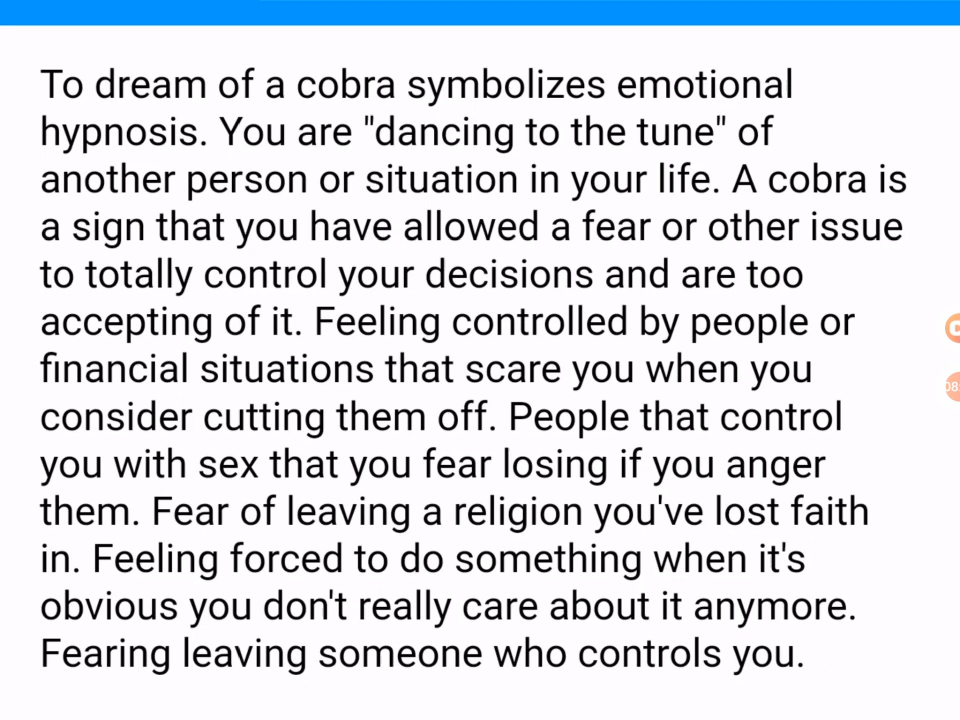 To dream of a cobra symbolizes emotional
hypnosis. You are "dancing to the tune" of
another person or situation in your life. A cobra is
a sign that you have allowed a fear or other issue
to totally control your decisions and are too
accepting of it. Feeling controlled by people or
financial situations that scare you when you
consider cutting them off. People that control
you with sex that you fear losing if you anger
them. Fear of leaving a religion you've lost faith
in. Feeling forced to do something when it's
obvious you don't really care about it anymore.
Fearing leaving someone who controls you.